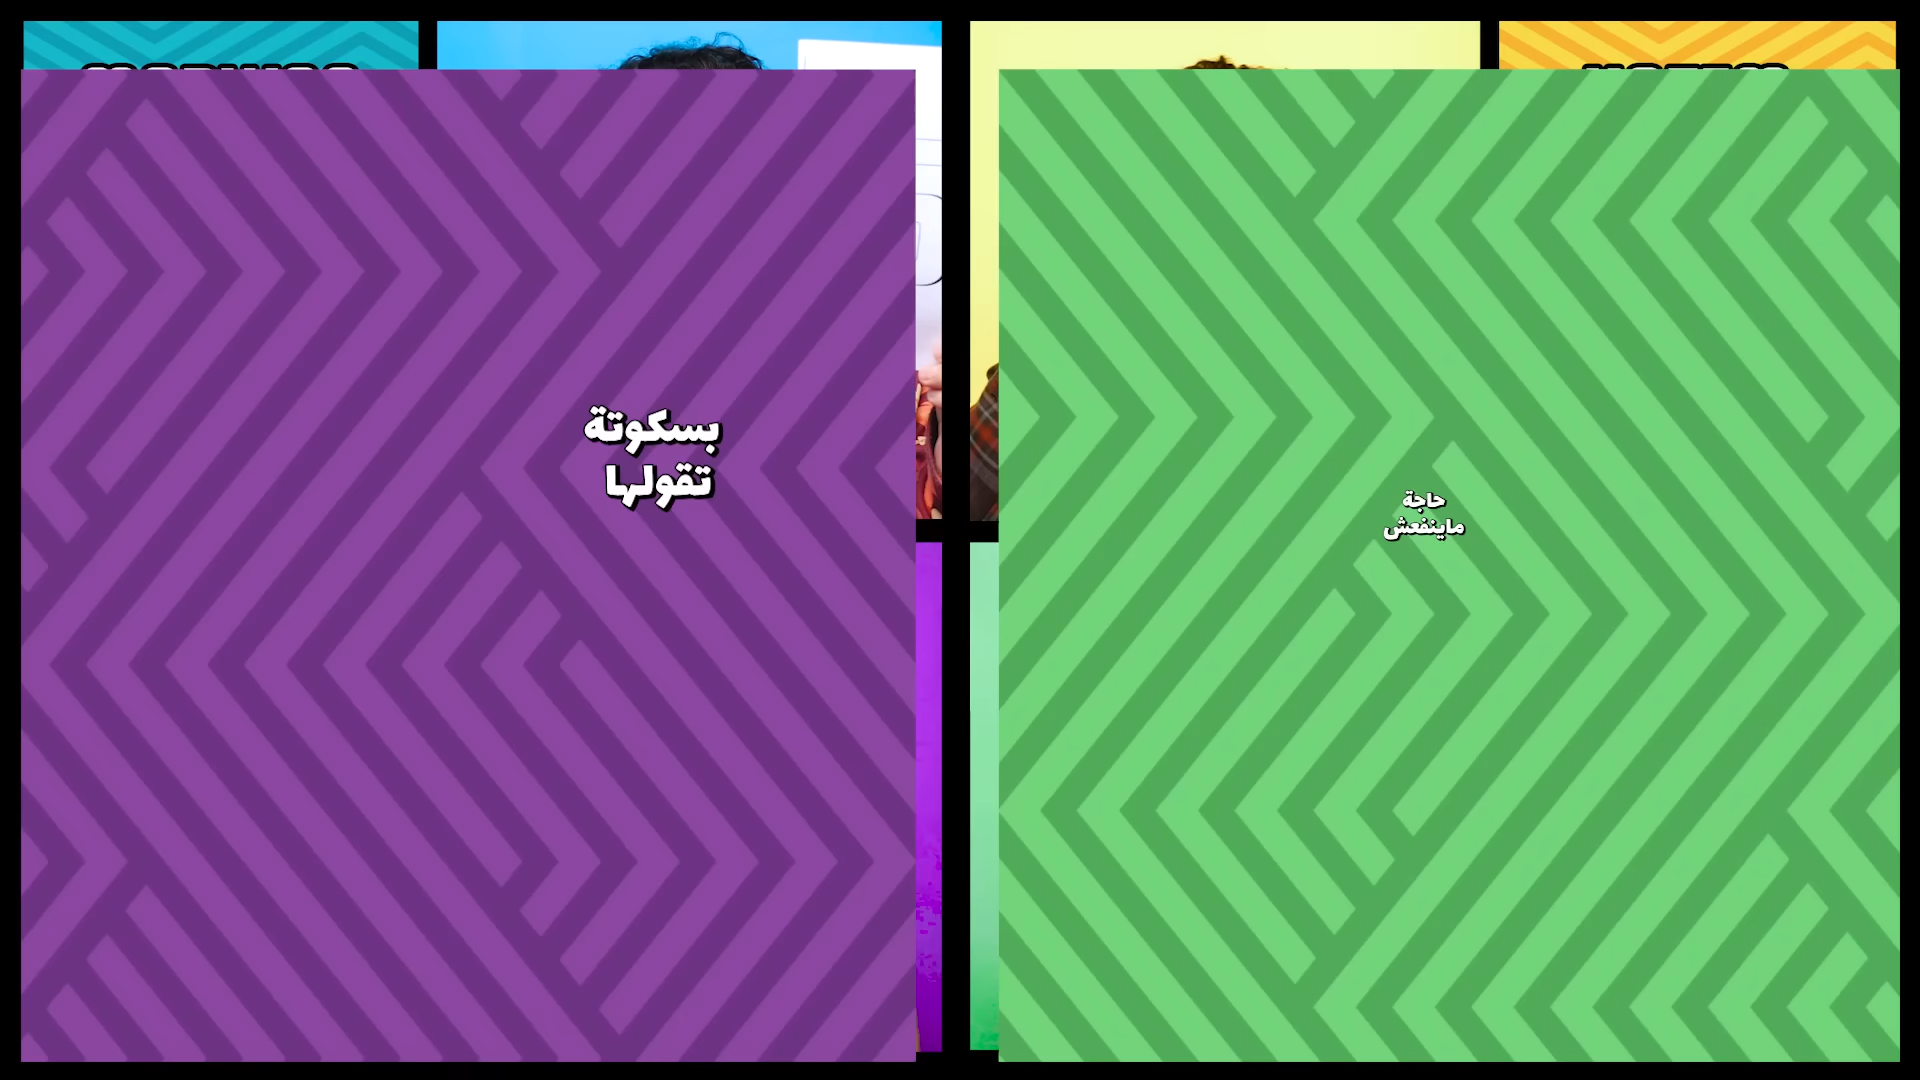 بسكوتة
تقولها
حاجة
ماينفعش